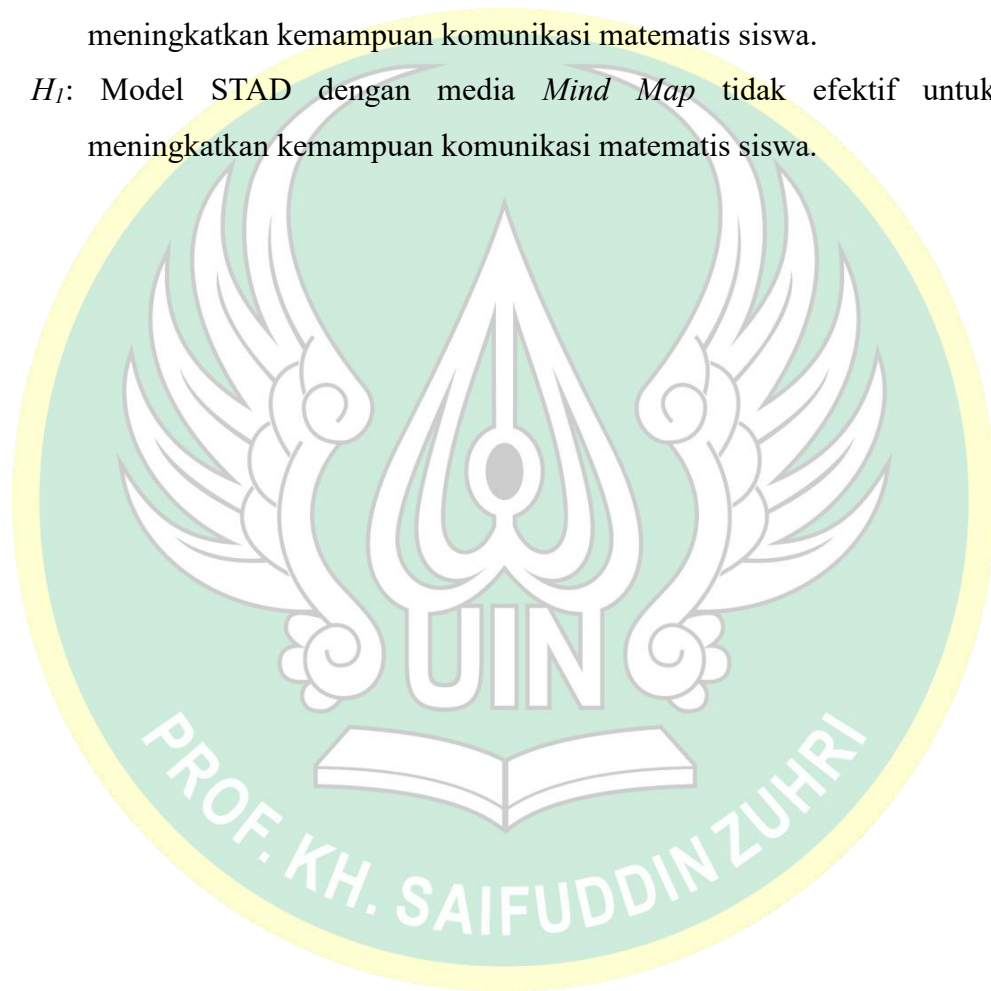 meningkatkan kemampuan komunikasi matematis siswa.
H1: Model STAD dengan media Mind Map tidak efektif untuk
meningkatkan kemampuan komunikasi matematis siswa.
UIN
PROF. KH. SAIFUDDIN ZUHRI